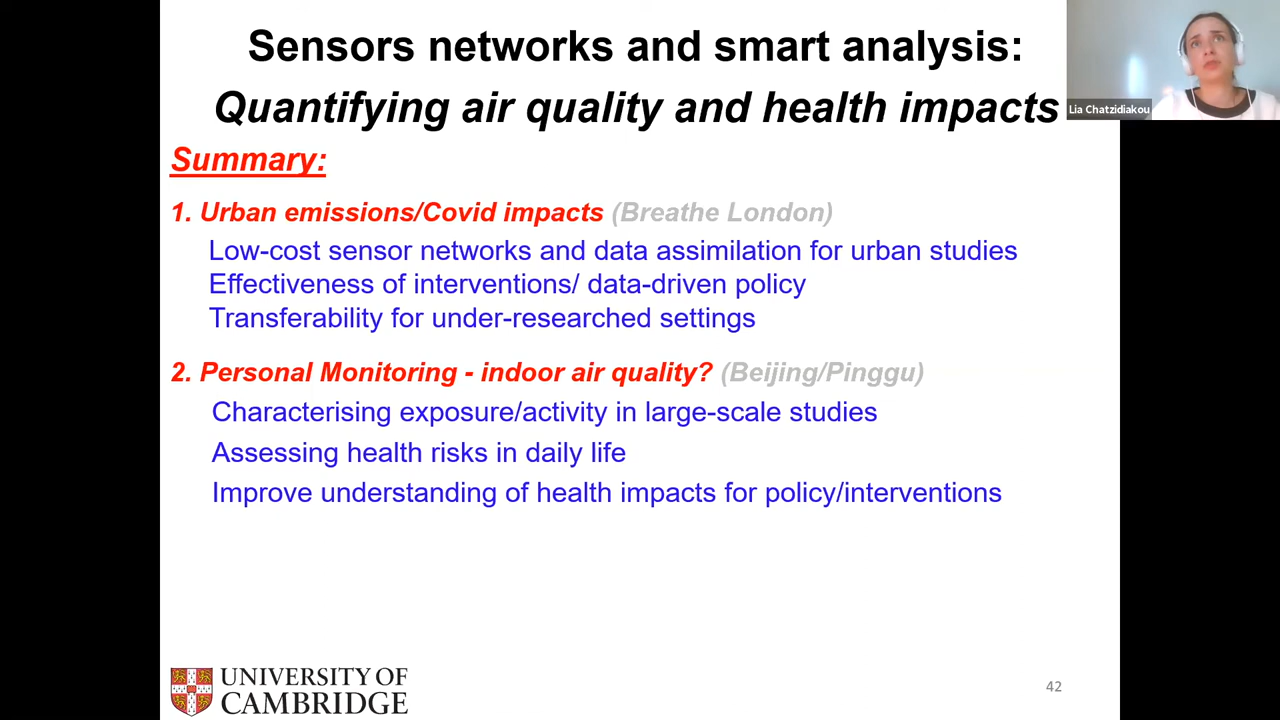 Sensors networks and smart analysis:
Quantifying air quality and health impacts
Lia Chatzidiakou
Summary:
1. Urban emissions/Covid impacts (Breathe London)
Low-cost sensor networks and data assimilation for urban studies
Effectiveness of interventions/ data-driven policy
Transferability for under-researched settings
2. Personal Monitoring - indoor air quality? (Beijing/Pinggu)
Characterising exposure/activity in large-scale studies
Assessing health risks in daily life
Improve understanding of health impacts for policy/interventions
UNIVERSITY OF
CAMBRIDGE
42